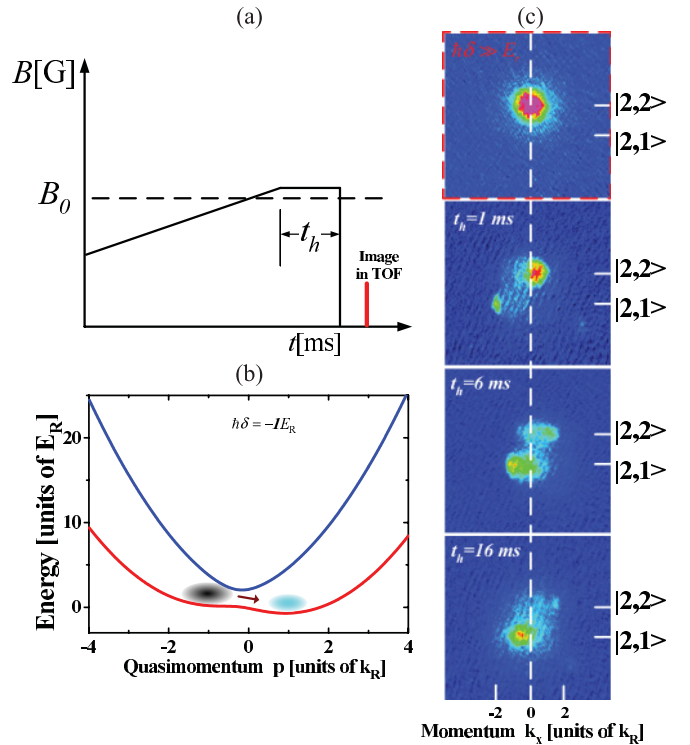 (a)
B[G]
B₀
t_h
Image
in TOF
t[ms]
(b)
ħδ = -1E_R
Energy [units of E_R]
20
10
0
-4
-2
0
2
4
Quasimomentum p [units of k_R]
(c)
|2,2>
|2,1>
t_h=1 ms
|2,2>
|2,1>
t_h=6 ms
|2,2>
|2,1>
t_h=16 ms
|2,2>
|2,1>
-2
0
2
Momentum k_x [units of k_R]